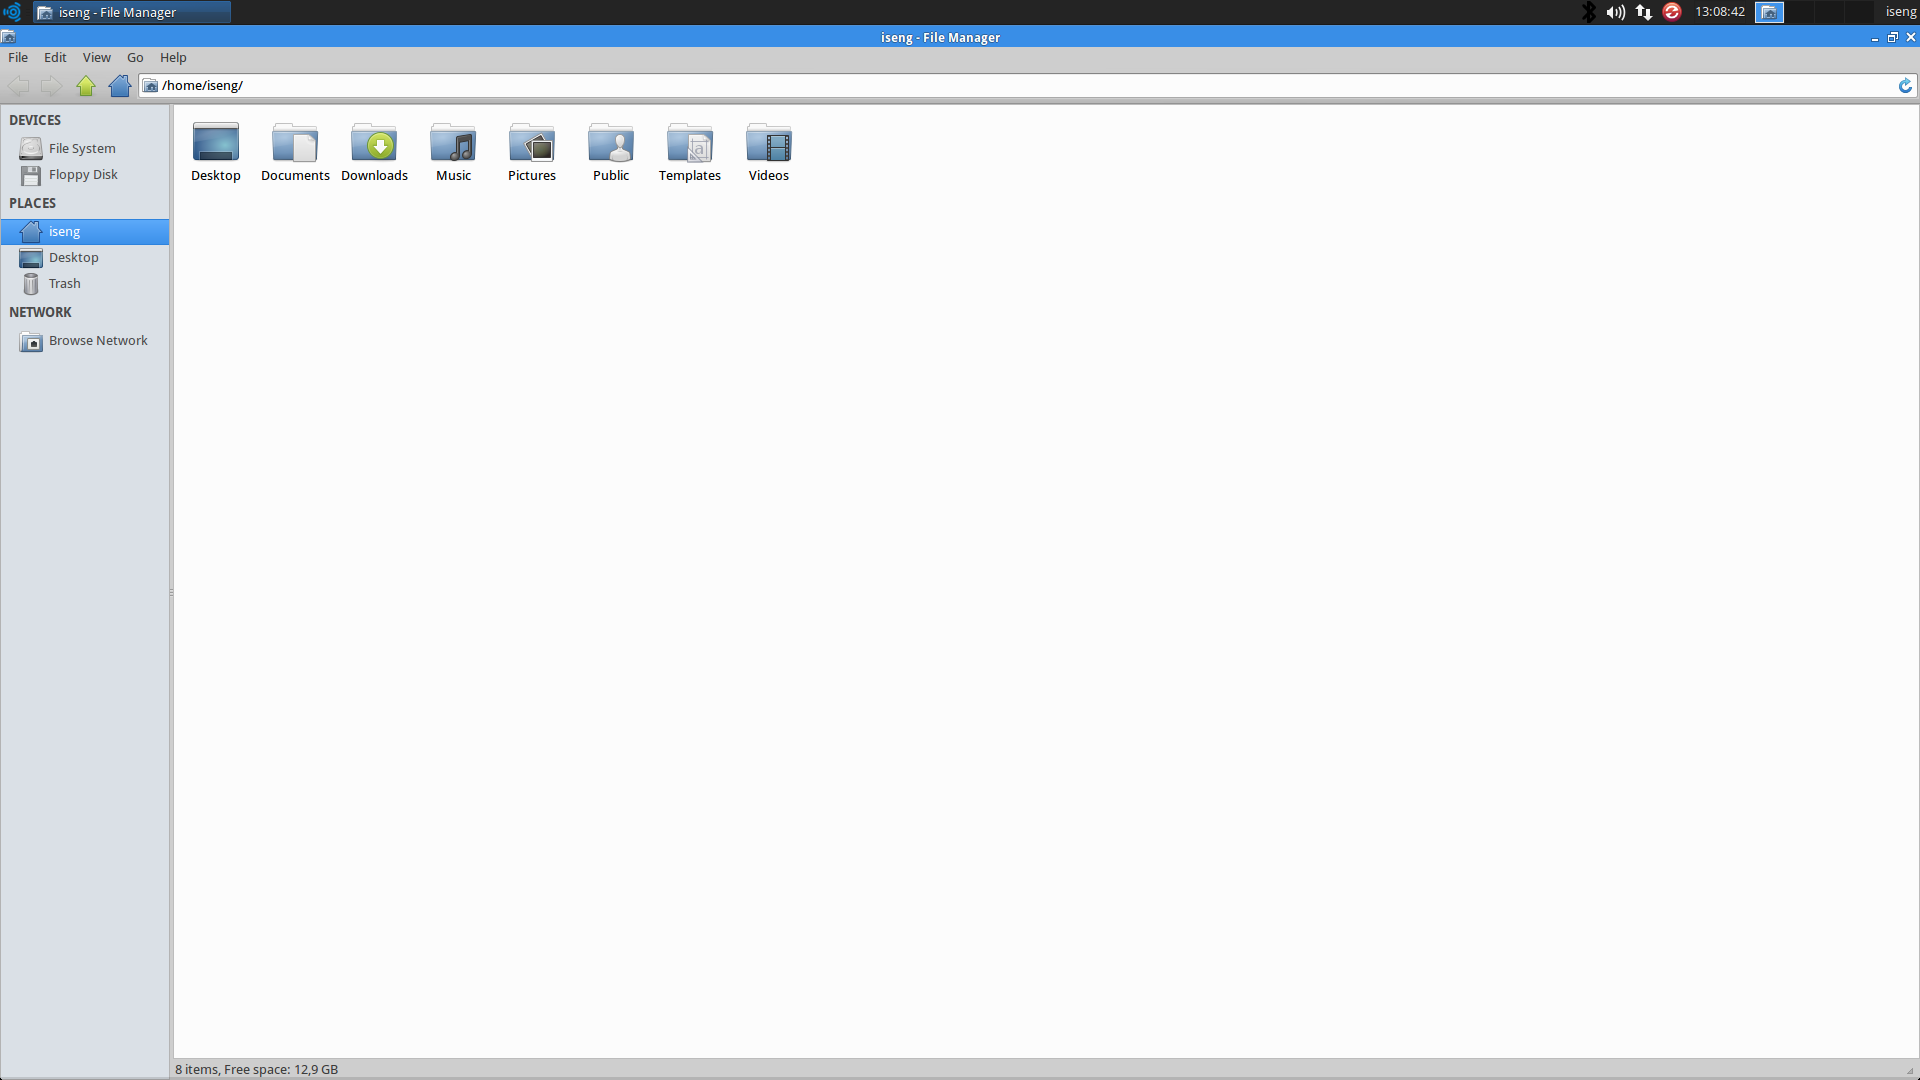 iseng - File Manager
13:08:42
iseng
iseng - File Manager
File Edit View Go Help
/home/iseng/
DEVICES
File System
Floppy Disk
PLACES
iseng
Desktop
Trash
NETWORK
Browse Network
Desktop Documents Downloads Music Pictures Public Templates Videos
8 items, Free space: 12,9 GB